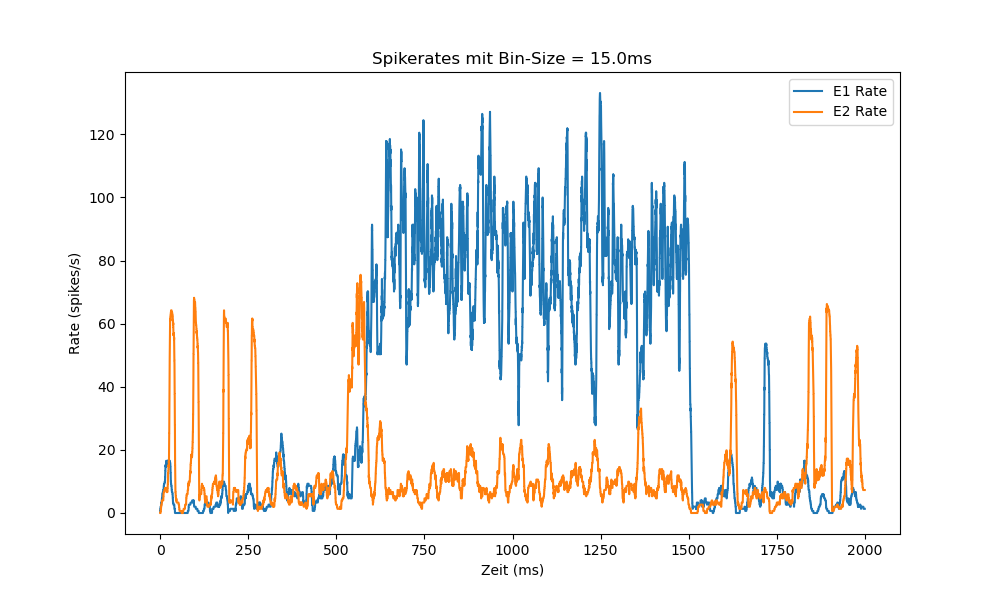 Spikerates mit Bin-Size = 15.0ms
E1 Rate
E2 Rate
Rate (spikes/s)
120
100
80
60
40
20
0
0 250 500 750 1000 1250 1500 1750 2000
Zeit (ms)